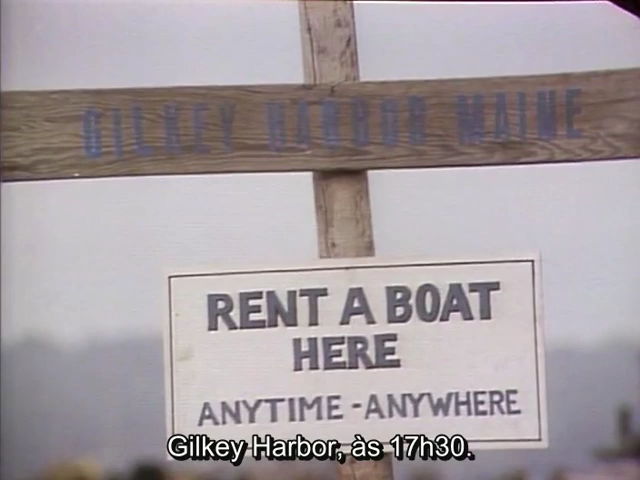 GILKEY HARBOR MAINE
RENT A BOAT
HERE
ANYTIME - ANYWHERE
Gilkey Harbor, às 17h30.